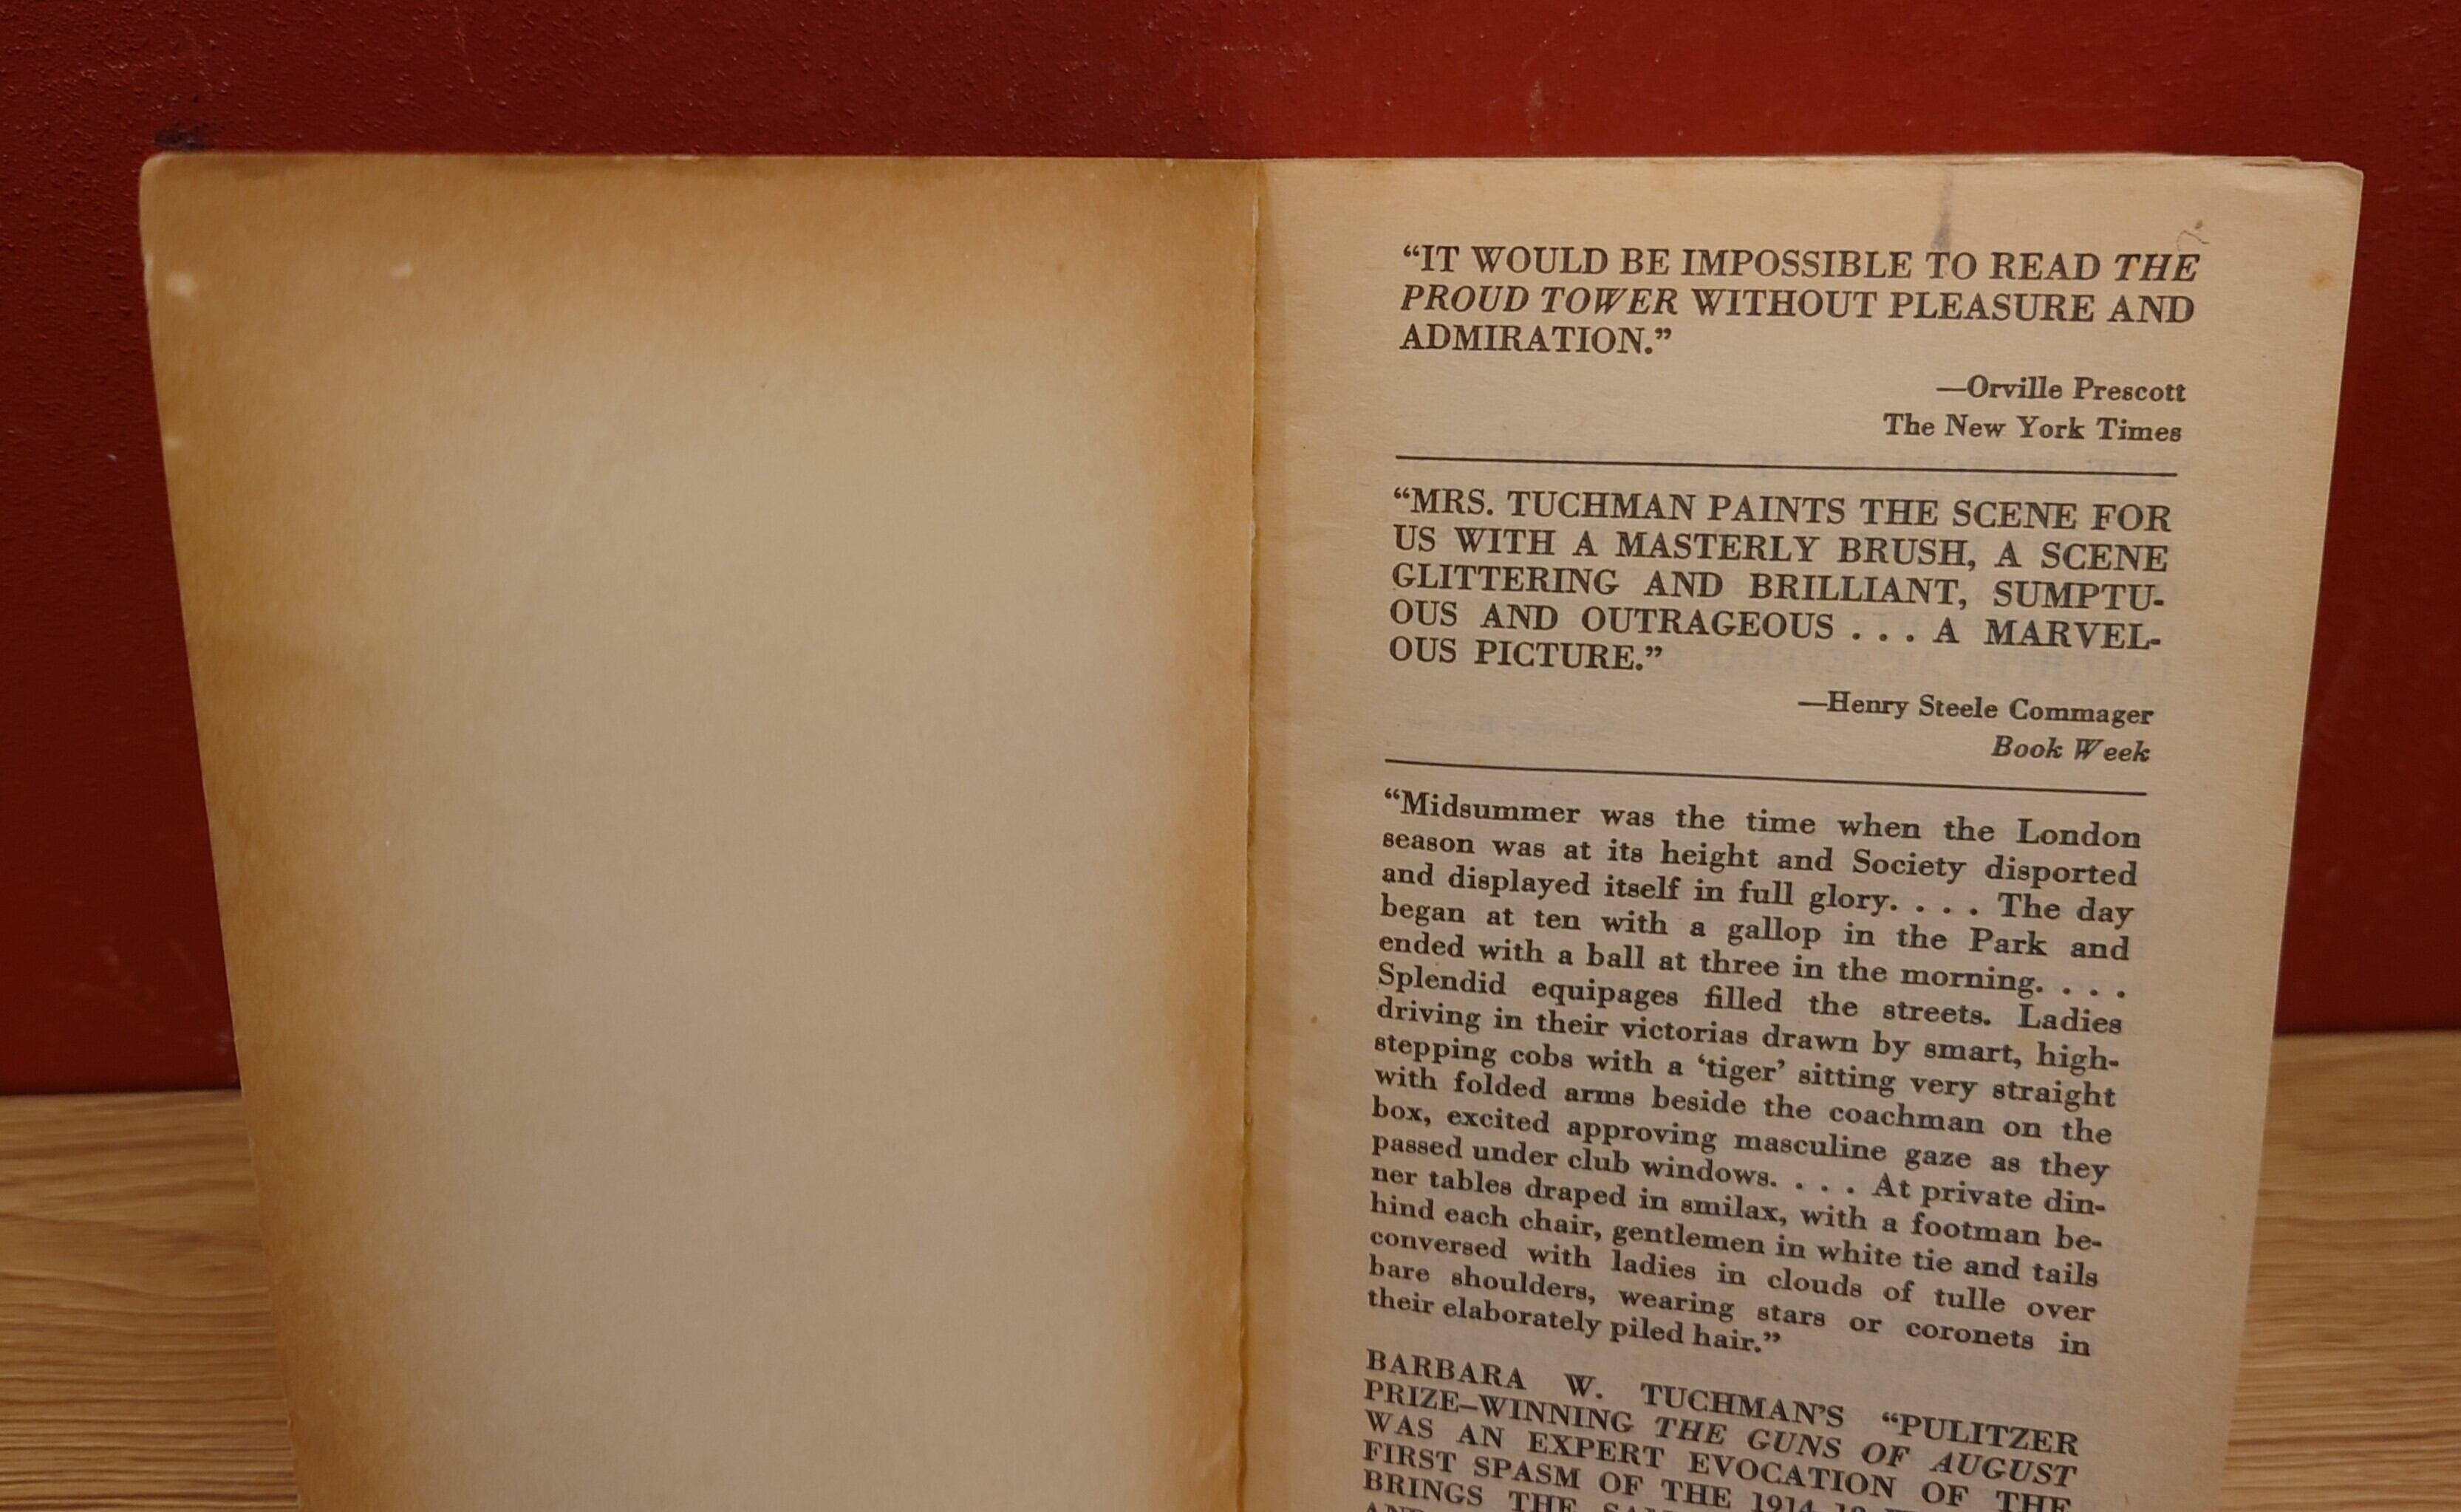 “IT WOULD BE IMPOSSIBLE TO READ THE
PROUD TOWER WITHOUT PLEASURE AND
ADMIRATION.”
—Orville Prescott
The New York Times
“MRS. TUCHMAN PAINTS THE SCENE FOR
US WITH A MASTERLY BRUSH, A SCENE
GLITTERING AND BRILLIANT, SUMPTU-
OUS AND OUTRAGEOUS . . . A MARVEL-
OUS PICTURE.”
—Henry Steele Commager
Book Week
“Midsummer was the time when the London
season was at its height and Society disported
and displayed itself in full glory. . . . The day
began at ten with a gallop in the Park and
ended with a ball at three in the morning. . . .
Splendid equipages filled the streets. Ladies
driving in their victorias drawn by smart, high-
stepping cobs with a ‘tiger’ sitting very straight
with folded arms beside the coachman on the
box, excited approving masculine gaze as they
passed under club windows. . . . At private din-
ner tables draped in smilax, with a footman be-
hind each chair, gentlemen in white tie and tails
conversed with ladies in clouds of tulle over
bare shoulders, wearing stars or coronets in
their elaborately piled hair.”
BARBARA W. TUCHMAN’S “PULITZER
PRIZE–WINNING THE GUNS OF AUGUST
WAS AN EXPERT EVOCATION OF THE
FIRST SPASM OF THE 1914
BRINGS THE